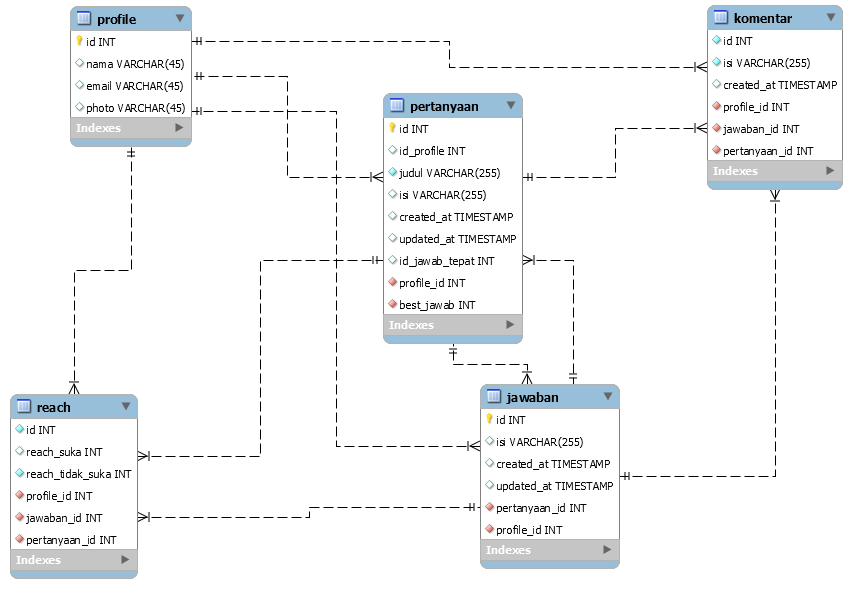 profile
id INT
nama VARCHAR(45)
email VARCHAR(45)
photo VARCHAR(45)
Indexes
komentar
id INT
isi VARCHAR(255)
created_at TIMESTAMP
profile_id INT
jawaban_id INT
pertanyaan_id INT
Indexes
pertanyaan
id INT
id_profile INT
judul VARCHAR(255)
isi VARCHAR(255)
created_at TIMESTAMP
updated_at TIMESTAMP
id_jawab_tepat INT
profile_id INT
best_jawab INT
Indexes
reach
id INT
reach_suka INT
reach_tidak_suka INT
profile_id INT
jawaban_id INT
pertanyaan_id INT
Indexes
jawaban
id INT
isi VARCHAR(255)
created_at TIMESTAMP
updated_at TIMESTAMP
pertanyaan_id INT
profile_id INT
Indexes